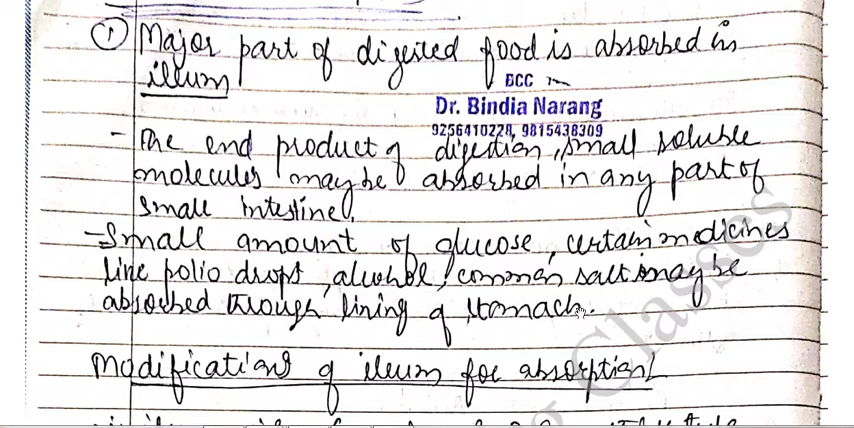 ① Major part of digested food is absorbed in
illeum
BCC
Dr. Bindia Narang
9256410228, 9815438309
- The end product of digestion, small soluble
molecules may be absorbed in any part of
small intestine.
- Small amount of glucose, certain medicines
like polio drops, alcohol, common salt may be
absorbed through lining of stomach.
Modifications of ileum for absorption
Classes